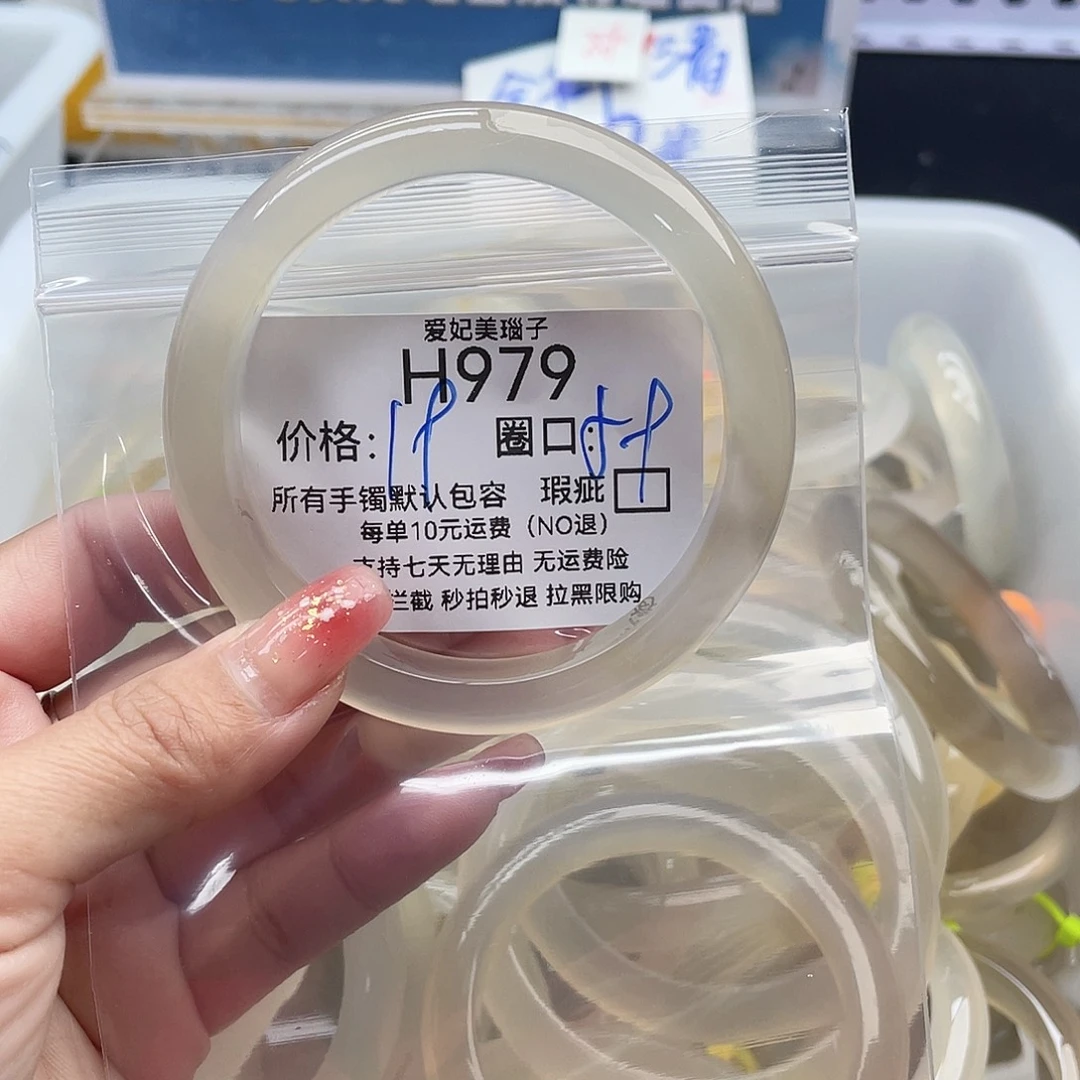 爱妃美瑙子
H979
价格: 圈口:
所有手镯默认包容 瑕疵
每单10元运费（NO退）
支持七天无理由 无运费险
拦截 秒拍秒退 拉黑限购